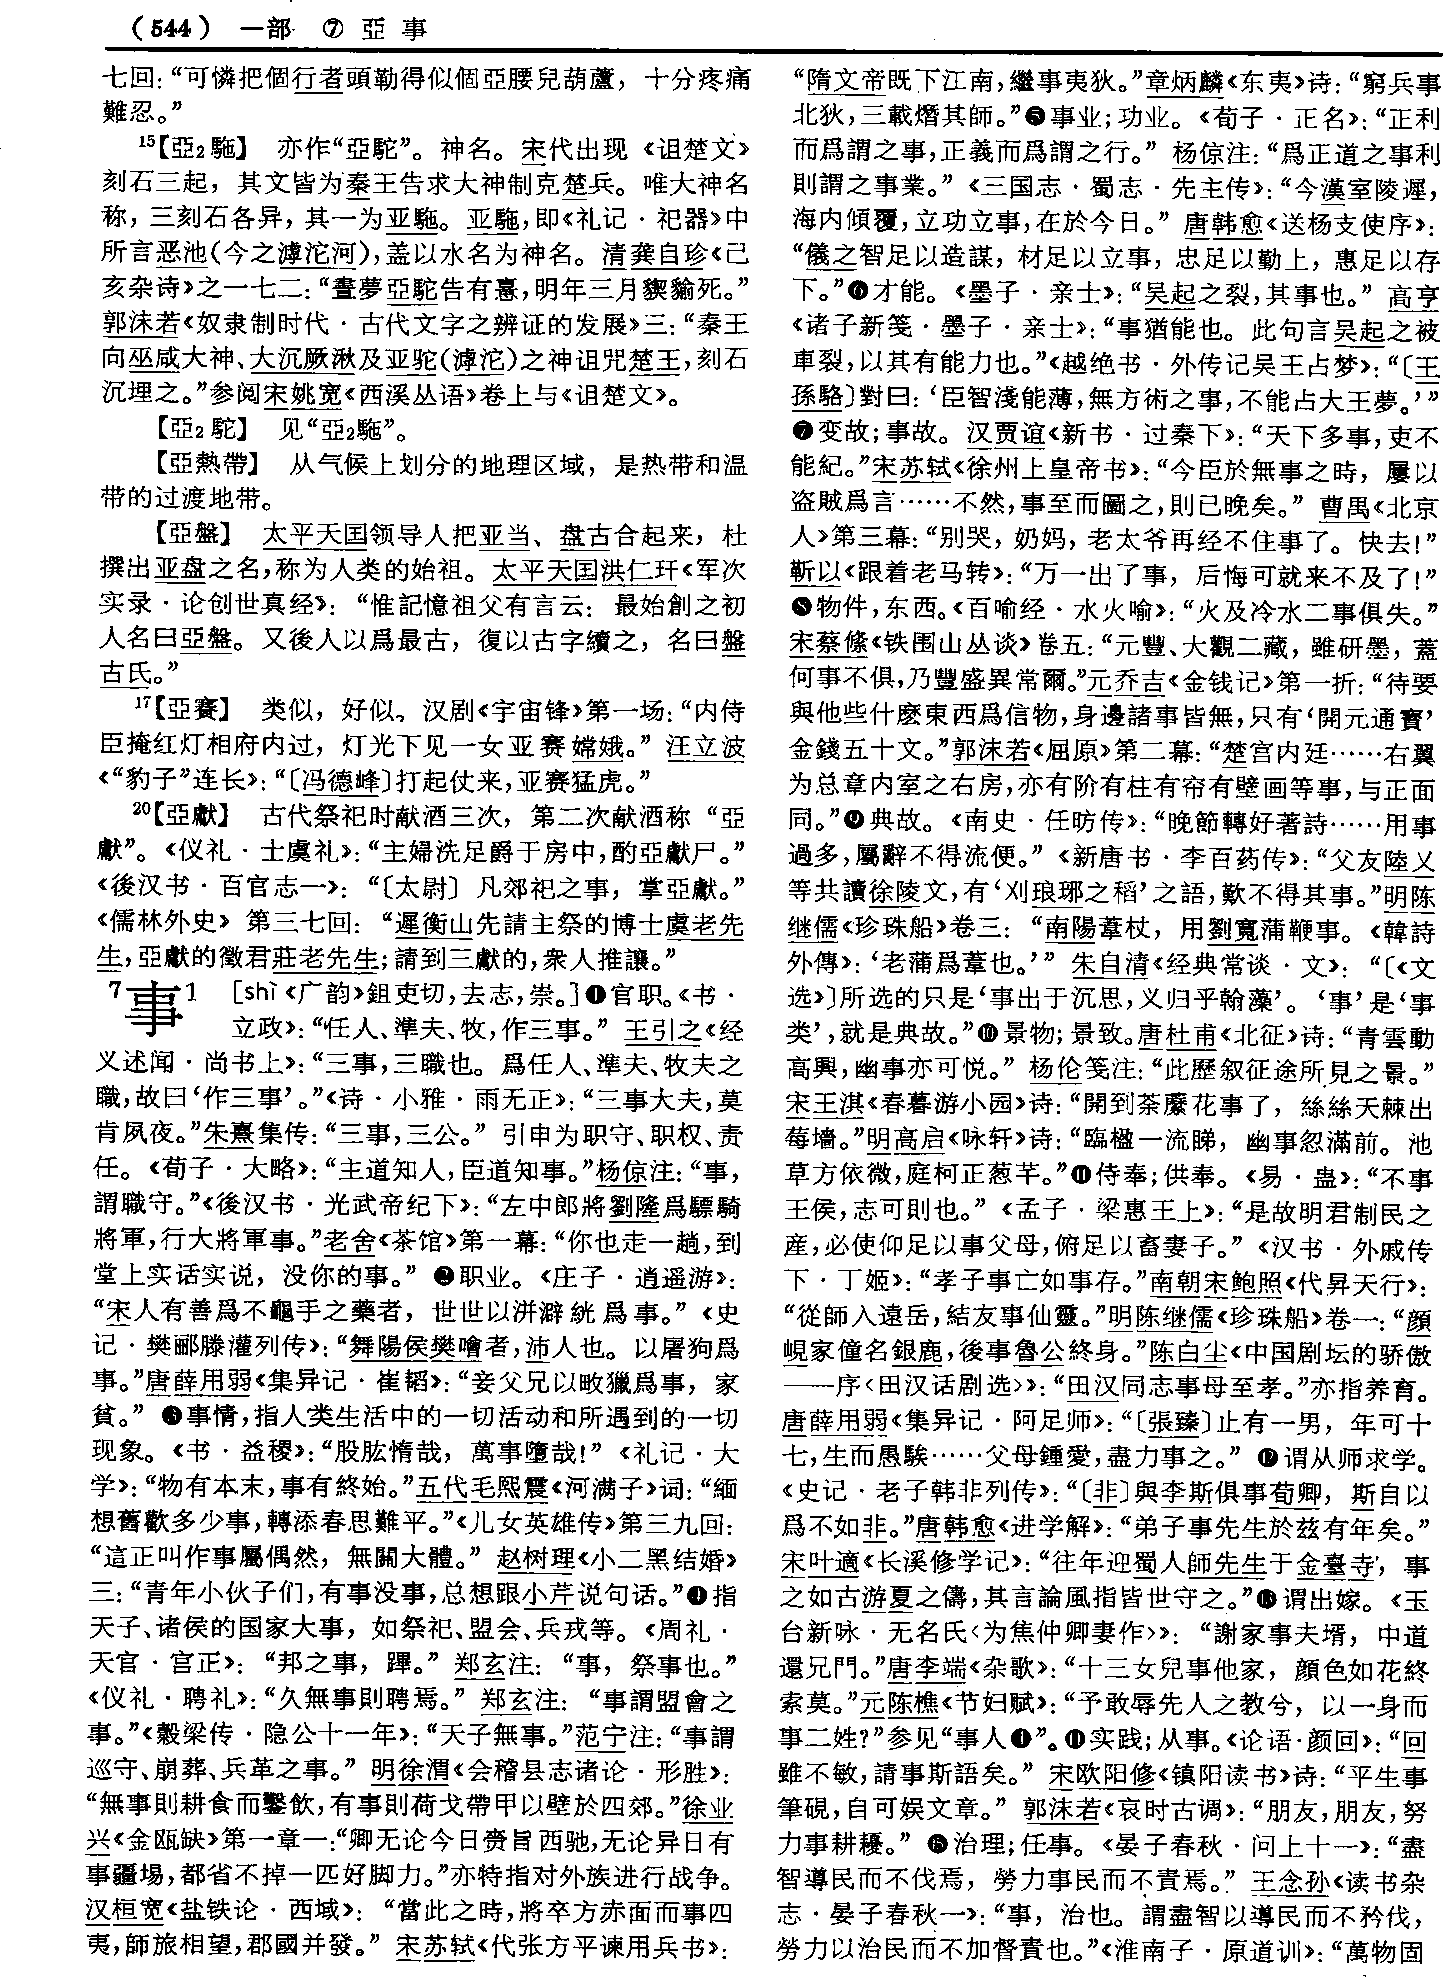 （544） 一部 ⑦ 亞 事
七回：“可憐把個行者頭勒得似個亞腰兒葫蘆，十分疼痛
難忍。”
15【亞2駞】 亦作“亞駝”。神名。宋代出现《诅楚文》
刻石三起，其文皆为秦王告求大神制克楚兵。唯大神名
称，三刻石各异，其一为亚駞。亚駞，即《礼记·祀器》中
所言恶池（今之滹沱河），盖以水名为神名。清龚自珍《己
亥杂诗》之一七二：“晝夢亞駝告有憙，明年三月猰貐死。”
郭沫若《奴隶制时代·古代文字之辨证的发展》三：“秦王
向巫咸大神、大沉厥湫及亚驼（滹沱）之神诅咒楚王，刻石
沉埋之。”参阅宋姚宽《西溪丛语》卷上与《诅楚文》。
【亞2駝】 见“亞2駞”。
【亞熱帶】 从气候上划分的地理区域，是热带和温
带的过渡地带。
【亞盤】 太平天囯领导人把亚当、盘古合起来，杜
撰出亚盘之名，称为人类的始祖。太平天囯洪仁玕《军次
实录·论创世真经》：“惟記憶祖父有言云：最始創之初
人名曰亞盤。又後人以爲最古，復以古字續之，名曰盤
古氏。”
17【亞賽】 类似，好似。汉剧《宇宙锋》第一场：“内侍
臣掩红灯相府内过，灯光下见一女亚赛嫦娥。”汪立波
《“豹子”连长》：“〔冯德峰〕打起仗来，亚赛猛虎。”
20【亞獻】 古代祭祀时献酒三次，第二次献酒称“亞
獻”。《仪礼·士虞礼》：“主婦洗足爵于房中，酌亞獻尸。”
《後汉书·百官志一》：“〔太尉〕凡郊祀之事，掌亞獻。”
《儒林外史》第三七回：“遲衡山先請主祭的博士虞老先
生，亞獻的徵君莊老先生；請到三獻的，衆人推讓。”
7事1 ［shì《广韵》鉏吏切，去志，崇。］❶官职。《书·
立政》：“任人、準夫、牧，作三事。”王引之《经
义述闻·尚书上》：“三事，三職也。爲任人、準夫、牧夫之
職，故曰‘作三事’。”《诗·小雅·雨无正》：“三事大夫，莫
肯夙夜。”朱熹集传：“三事，三公。”引申为职守、职权、责
任。《荀子·大略》：“主道知人，臣道知事。”杨倞注：“事，
謂職守。”《後汉书·光武帝纪下》：“左中郎將劉隆爲驃騎
將軍，行大將軍事。”老舍《茶馆》第一幕：“你也走一趟，到
堂上实话实说，没你的事。”❷职业。《庄子·逍遥游》：
“宋人有善爲不龜手之藥者，世世以洴澼絖爲事。”《史
记·樊郦滕灌列传》：“舞陽侯樊噲者，沛人也。以屠狗爲
事。”唐薛用弱《集异记·崔韬》：“妾父兄以畋獵爲事，家
貧。”❸事情，指人类生活中的一切活动和所遇到的一切
现象。《书·益稷》：“股肱惰哉，萬事墮哉！”《礼记·大
学》：“物有本末，事有終始。”五代毛熙震《河满子》词：“緬
想舊歡多少事，轉添春思難平。”《儿女英雄传》第三九回：
“這正叫作事屬偶然，無關大體。”赵树理《小二黑结婚》
三：“青年小伙子们，有事没事，总想跟小芹说句话。”❹指
天子、诸侯的国家大事，如祭祀、盟会、兵戎等。《周礼·
天官·宫正》：“邦之事，蹕。”郑玄注：“事，祭事也。”
《仪礼·聘礼》：“久無事則聘焉。”郑玄注：“事謂盟會之
事。”《穀梁传·隐公十一年》：“天子無事。”范宁注：“事謂
巡守、崩葬、兵革之事。”明徐渭《会稽县志诸论·形胜》：
“無事則耕食而鑿飲，有事則荷戈帶甲以壁於四郊。”徐业
兴《金瓯缺》第一章一：“卿无论今日赍旨西驰，无论异日有
事疆場，都省不掉一匹好脚力。”亦特指对外族进行战争。
汉桓宽《盐铁论·西域》：“當此之時，將卒方赤面而事四
夷，師旅相望，郡國并發。”宋苏轼《代张方平谏用兵书》：
“隋文帝既下江南，繼事夷狄。”章炳麟《东夷》诗：“窮兵事
北狄，三載熸其師。”❺事业；功业。《荀子·正名》：“正利
而爲謂之事，正義而爲謂之行。”杨倞注：“爲正道之事利
則謂之事業。”《三国志·蜀志·先主传》：“今漢室陵遲，
海内傾覆，立功立事，在於今日。”唐韩愈《送杨支使序》：
“儀之智足以造謀，材足以立事，忠足以勤上，惠足以存
下。”❻才能。《墨子·亲士》：“吴起之裂，其事也。”高亨
《诸子新笺·墨子·亲士》：“事猶能也。此句言吴起之被
車裂，以其有能力也。”《越绝书·外传记吴王占梦》：“〔王
孫駱〕對曰：‘臣智淺能薄，無方術之事，不能占大王夢。’”
❼变故；事故。汉贾谊《新书·过秦下》：“天下多事，吏不
能紀。”宋苏轼《徐州上皇帝书》：“今臣於無事之時，屢以
盗賊爲言……不然，事至而圖之，則已晚矣。”曹禺《北京
人》第三幕：“别哭，奶妈，老太爷再经不住事了。快去！”
靳以《跟着老马转》：“万一出了事，后悔可就来不及了！”
❽物件，东西。《百喻经·水火喻》：“火及冷水二事俱失。”
宋蔡絛《铁围山丛谈》卷五：“元豐、大觀二藏，雖研墨，蓋
何事不俱，乃豐盛異常爾。”元乔吉《金钱记》第一折：“待要
與他些什麽東西爲信物，身邊諸事皆無，只有‘開元通寳’
金錢五十文。”郭沫若《屈原》第二幕：“楚宫内廷……右翼
为总章内室之右房，亦有阶有柱有帘有壁画等事，与正面
同。”❾典故。《南史·任昉传》：“晚節轉好著詩……用事
過多，屬辭不得流便。”《新唐书·李百药传》：“父友陸乂
等共讀徐陵文，有‘刈琅琊之稻’之語，歎不得其事。”明陈
继儒《珍珠船》卷三：“南陽葦杖，用劉寬蒲鞭事。《韓詩
外傳》：‘老蒲爲葦也。’”朱自清《经典常谈·文》：“〔《文
选》〕所选的只是‘事出于沉思，义归乎翰藻’。‘事’是‘事
类’，就是典故。”❿景物；景致。唐杜甫《北征》诗：“青雲動
高興，幽事亦可悦。”杨伦笺注：“此歷叙征途所見之景。”
宋王淇《春暮游小园》诗：“開到荼蘼花事了，絲絲天棘出
莓墙。”明高启《咏轩》诗：“臨楹一流睇，幽事忽滿前。池
草方依微，庭柯正葱芊。”⓫侍奉；供奉。《易·蛊》：“不事
王侯，志可則也。”《孟子·梁惠王上》：“是故明君制民之
産，必使仰足以事父母，俯足以畜妻子。”《汉书·外戚传
下·丁姬》：“孝子事亡如事存。”南朝宋鲍照《代昇天行》：
“從師入遠岳，結友事仙靈。”明陈继儒《珍珠船》卷一：“顔
峴家僮名銀鹿，後事魯公終身。”陈白尘《中国剧坛的骄傲
——序〈田汉话剧选〉》：“田汉同志事母至孝。”亦指养育。
唐薛用弱《集异记·阿足师》：“〔張臻〕止有一男，年可十
七，生而愚騃……父母鍾愛，盡力事之。”⓬谓从师求学。
《史记·老子韩非列传》：“〔非〕與李斯俱事荀卿，斯自以
爲不如非。”唐韩愈《进学解》：“弟子事先生於兹有年矣。”
宋叶適《长溪修学记》：“往年迎蜀人師先生于金臺寺，事
之如古游夏之儔，其言論風指皆世守之。”⓭谓出嫁。《玉
台新咏·无名氏〈为焦仲卿妻作〉》：“謝家事夫壻，中道
還兄門。”唐李端《杂歌》：“十三女兒事他家，顔色如花終
索莫。”元陈樵《节妇赋》：“予敢辱先人之教兮，以一身而
事二姓？”参见“事人❶”。⓮实践；从事。《论语·颜回》：“回
雖不敏，請事斯語矣。”宋欧阳修《镇阳读书》诗：“平生事
筆硯，自可娱文章。”郭沫若《哀时古调》：“朋友，朋友，努
力事耕耰。”⓯治理；任事。《晏子春秋·问上十一》：“盡
智導民而不伐焉，勞力事民而不責焉。”王念孙《读书杂
志·晏子春秋一》：“事，治也。謂盡智以導民而不矜伐，
勞力以治民而不加督責也。”《淮南子·原道训》：“萬物固